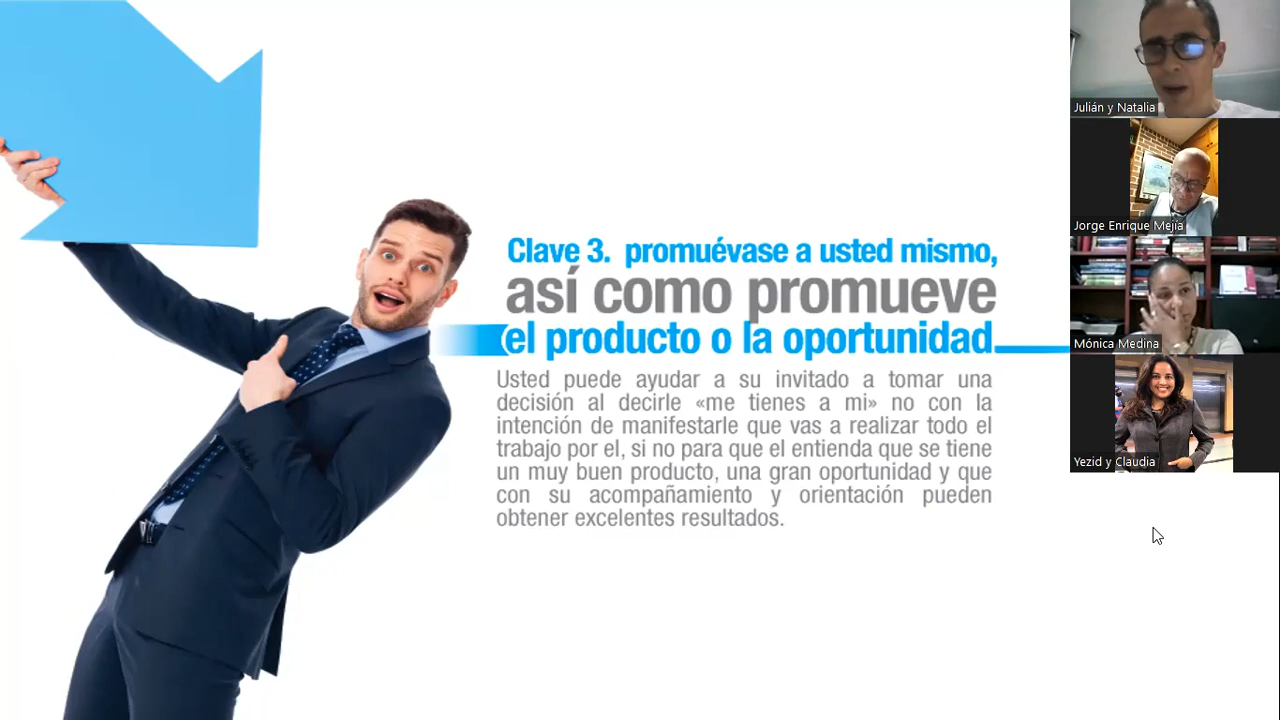 Clave 3.  promuévase a usted mismo,
así como promueve
el producto o la oportunidad
Usted puede ayudar a su invitado a tomar una
decisión al decirle «me tienes a mi» no con la
intención de manifestarle que vas a realizar todo el
trabajo por el, si no para que el entienda que se tiene
un muy buen producto, una gran oportunidad y que
con su acompañamiento y orientación pueden
obtener excelentes resultados.
Julián y Natalia
Jorge Enrique Mejía
Mónica Medina
Yezid y Claudia